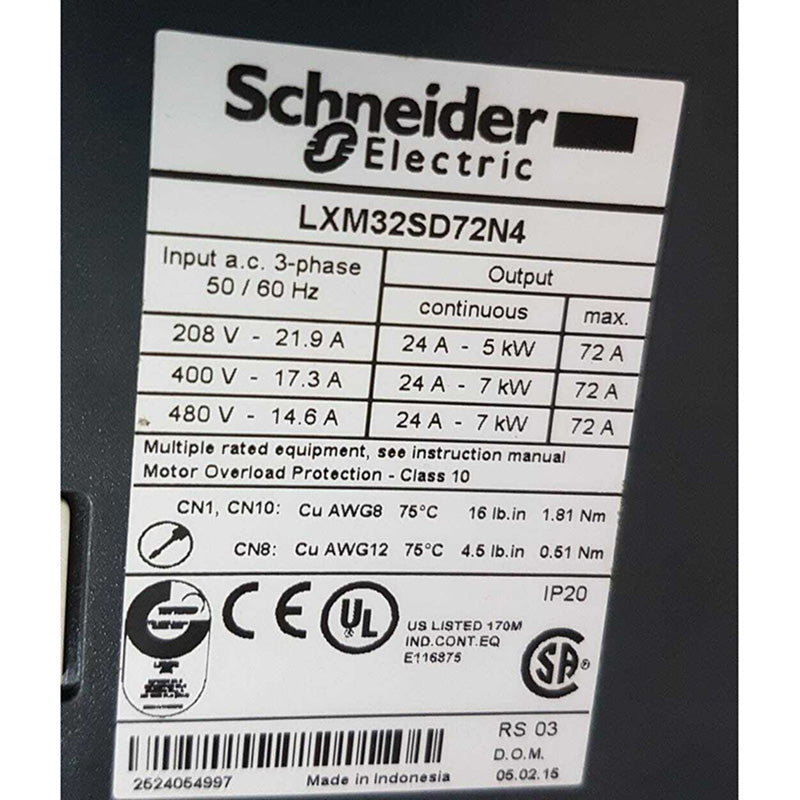 Schneider
Electric
LXM32SD72N4
Input a.c. 3-phase
50 / 60 Hz
Output
continuous
max.
208 V - 21.9 A
24 A - 5 kW
72 A
400 V - 17.3 A
24 A - 7 kW
72 A
480 V - 14.6 A
24 A - 7 kW
72 A
Multiple rated equipment, see instruction manual
Motor Overload Protection - Class 10
CN1, CN10: Cu AWG8 75°C 16 lb.in 1.81 Nm
CN8: Cu AWG12 75°C 4.5 lb.in 0.51 Nm
IP20
CE
UL
US LISTED 170M
IND.CONT.EQ
E116875
SA®
RS 03
D.O.M.
05.02.15
2524054997
Made in Indonesia